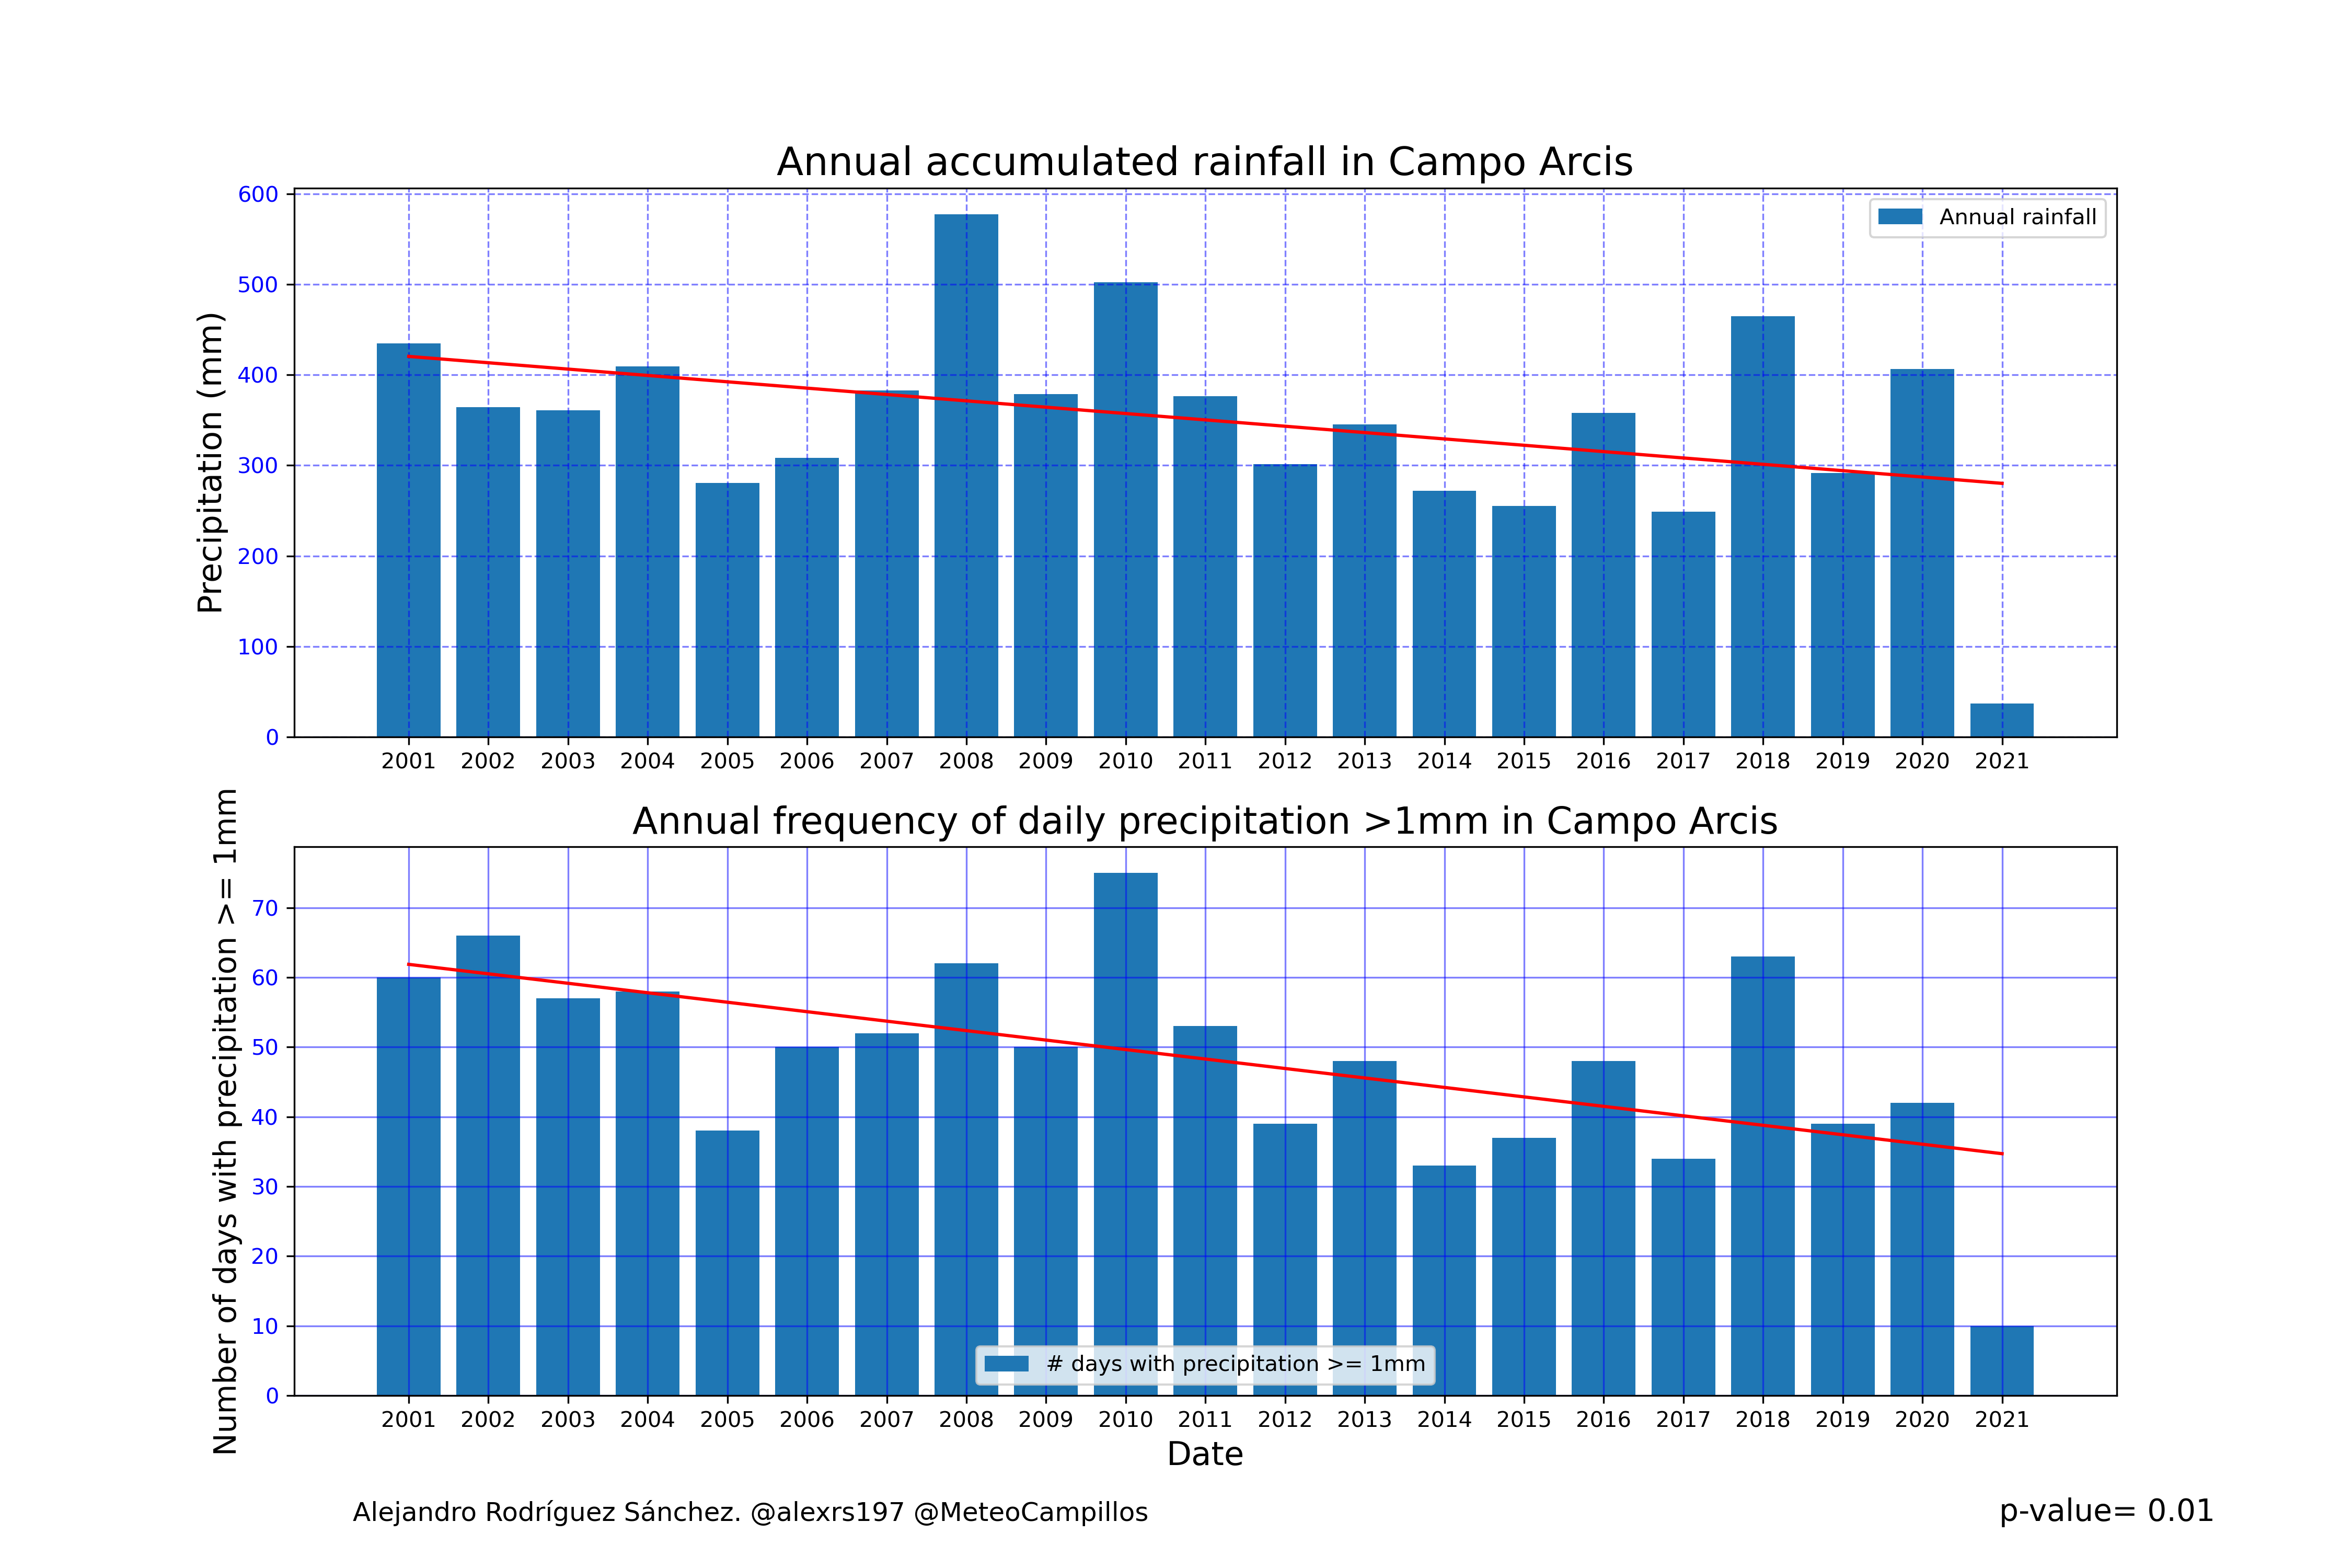 Annual accumulated rainfall in Campo Arcis
Precipitation (mm)
600
500
400
300
200
100
0
Annual rainfall
2001 2002 2003 2004 2005 2006 2007 2008 2009 2010 2011 2012 2013 2014 2015 2016 2017 2018 2019 2020 2021
Annual frequency of daily precipitation >1mm in Campo Arcis
Number of days with precipitation >= 1mm
70
60
50
40
30
20
10
0
# days with precipitation >= 1mm
2001 2002 2003 2004 2005 2006 2007 2008 2009 2010 2011 2012 2013 2014 2015 2016 2017 2018 2019 2020 2021
Date
Alejandro Rodríguez Sánchez. @alexrs197 @MeteoCampillos
p-value= 0.01